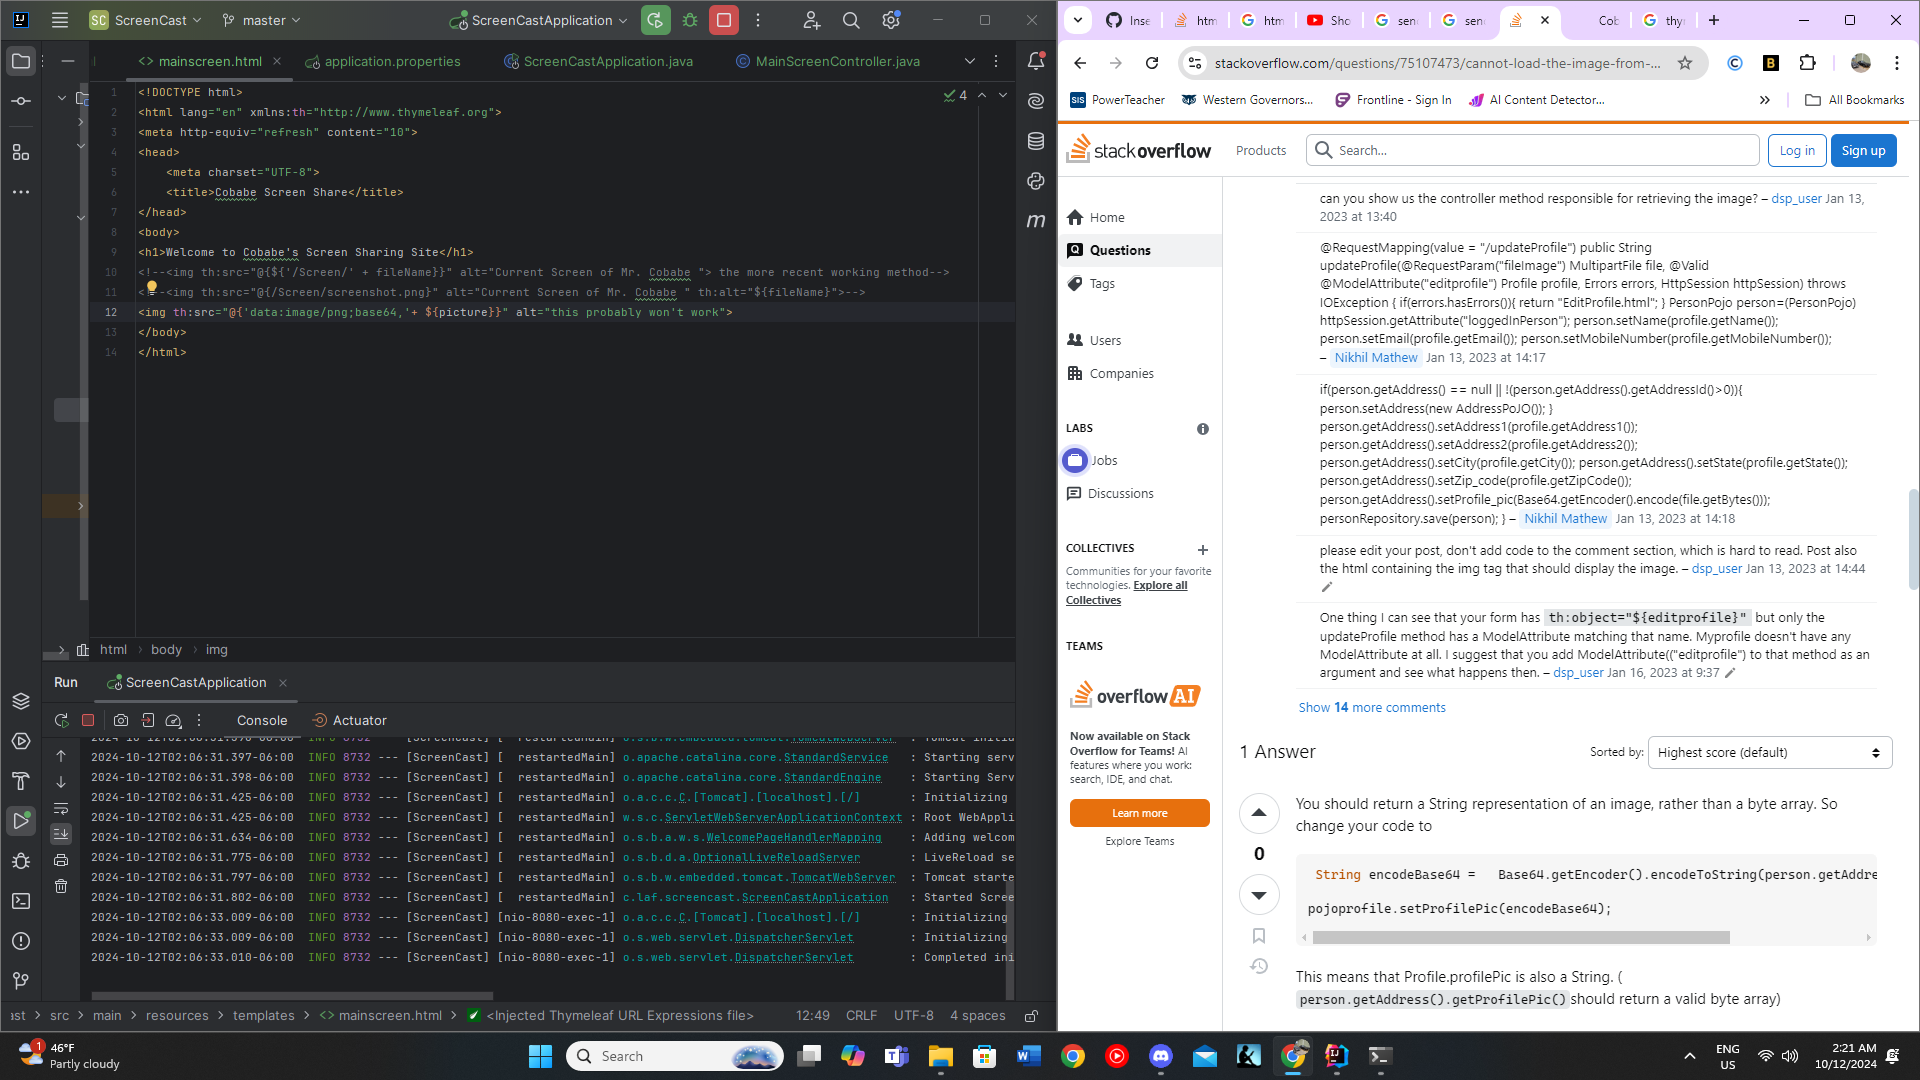 SC ScreenCast master ScreenCastApplication
mainscreen.html application.properties ScreenCastApplication.java MainScreenController.java
4
1 <!DOCTYPE html>
2 <html lang="en" xmlns:th="http://www.thymeleaf.org">
3 <meta http-equiv="refresh" content="10">
4 <head>
5 <meta charset="UTF-8">
6 <title>Cobabe Screen Share</title>
7 </head>
8 <body>
9 <h1>Welcome to Cobabe's Screen Sharing Site</h1>
10 <!--<img th:src="@{${'/Screen/' + fileName}}" alt="Current Screen of Mr. Cobabe "> the more recent working method-->
11 <!--<img th:src="@{/Screen/screenshot.png}" alt="Current Screen of Mr. Cobabe " th:alt="${fileName}">-->
12 <img th:src="@{'data:image/png;base64,'+ ${picture}}" alt="this probably won't work">
13 </body>
14 </html>
html body img
Run ScreenCastApplication
Console Actuator
2024-10-12T02:06:31.396-06:00 INFO 8732 --- [ScreenCast] [ restartedMain] o.s.b.w.embedded.tomcat.TomcatWebServer : Tomcat initia
2024-10-12T02:06:31.397-06:00 INFO 8732 --- [ScreenCast] [ restartedMain] o.apache.catalina.core.StandardService : Starting serv
2024-10-12T02:06:31.398-06:00 INFO 8732 --- [ScreenCast] [ restartedMain] o.apache.catalina.core.StandardEngine : Starting Serv
2024-10-12T02:06:31.425-06:00 INFO 8732 --- [ScreenCast] [ restartedMain] o.a.c.c.C.[Tomcat].[localhost].[/] : Initializing
2024-10-12T02:06:31.425-06:00 INFO 8732 --- [ScreenCast] [ restartedMain] w.s.c.ServletWebServerApplicationContext : Root WebAppli
2024-10-12T02:06:31.634-06:00 INFO 8732 --- [ScreenCast] [ restartedMain] o.s.b.a.w.s.WelcomePageHandlerMapping : Adding welcom
2024-10-12T02:06:31.775-06:00 INFO 8732 --- [ScreenCast] [ restartedMain] o.s.b.d.a.OptionalLiveReloadServer : LiveReload se
2024-10-12T02:06:31.797-06:00 INFO 8732 --- [ScreenCast] [ restartedMain] o.s.b.w.embedded.tomcat.TomcatWebServer : Tomcat starte
2024-10-12T02:06:31.802-06:00 INFO 8732 --- [ScreenCast] [ restartedMain] c.laf.screencast.ScreenCastApplication : Started Scree
2024-10-12T02:06:33.009-06:00 INFO 8732 --- [ScreenCast] [nio-8080-exec-1] o.a.c.c.C.[Tomcat].[localhost].[/] : Initializing
2024-10-12T02:06:33.009-06:00 INFO 8732 --- [ScreenCast] [nio-8080-exec-1] o.s.web.servlet.DispatcherServlet : Initializing
2024-10-12T02:06:33.010-06:00 INFO 8732 --- [ScreenCast] [nio-8080-exec-1] o.s.web.servlet.DispatcherServlet : Completed ini
ast src main resources templates mainscreen.html <Injected Thymeleaf URL Expressions file> 12:49 CRLF UTF-8 4 spaces
Inse htm htm Sho sen sen Cob thy
stackoverflow.com/questions/75107473/cannot-load-the-image-from-...
PowerTeacher Western Governors... Frontline - Sign In AI Content Detector... All Bookmarks
stackoverflow Products Search... Log in Sign up
Home
Questions
Tags
Users
Companies
LABS
Jobs
Discussions
COLLECTIVES
Communities for your favorite
technologies. Explore all
Collectives
TEAMS
overflow AI
Now available on Stack
Overflow for Teams! AI
features where you work:
search, IDE, and chat.
Learn more
Explore Teams
can you show us the controller method responsible for retrieving the image? – dsp_user Jan 13,
2023 at 13:40
@RequestMapping(value = "/updateProfile") public String
updateProfile(@RequestParam("fileImage") MultipartFile file, @Valid
@ModelAttribute("editprofile") Profile profile, Errors errors, HttpSession httpSession) throws
IOException { if(errors.hasErrors()){ return "EditProfile.html"; } PersonPojo person=(PersonPojo)
httpSession.getAttribute("loggedInPerson"); person.setName(profile.getName());
person.setEmail(profile.getEmail()); person.setMobileNumber(profile.getMobileNumber());
– Nikhil Mathew Jan 13, 2023 at 14:17
if(person.getAddress() == null || !(person.getAddress().getAddressId()>0)){
person.setAddress(new AddressPoJO()); }
person.getAddress().setAddress1(profile.getAddress1());
person.getAddress().setAddress2(profile.getAddress2());
person.getAddress().setCity(profile.getCity()); person.getAddress().setState(profile.getState());
person.getAddress().setZip_code(profile.getZipCode());
person.getAddress().setProfile_pic(Base64.getEncoder().encode(file.getBytes()));
personRepository.save(person); } – Nikhil Mathew Jan 13, 2023 at 14:18
please edit your post, don't add code to the comment section, which is hard to read. Post also
the html containing the img tag that should display the image. – dsp_user Jan 13, 2023 at 14:44
One thing I can see that your form has th:object="${editprofile}" but only the
updateProfile method has a ModelAttribute matching that name. Myprofile doesn't have any
ModelAttribute at all. I suggest that you add ModelAttribute(("editprofile") to that method as an
argument and see what happens then. – dsp_user Jan 16, 2023 at 9:37
Show 14 more comments
1 Answer Sorted by: Highest score (default)
0
You should return a String representation of an image, rather than a byte array. So
change your code to
String encodeBase64 = Base64.getEncoder().encodeToString(person.getAddre
pojoprofile.setProfilePic(encodeBase64);
This means that Profile.profilePic is also a String. (
person.getAddress().getProfilePic() should return a valid byte array)
1 46°F
Partly cloudy
Search
ENG
US
2:21 AM
10/12/2024